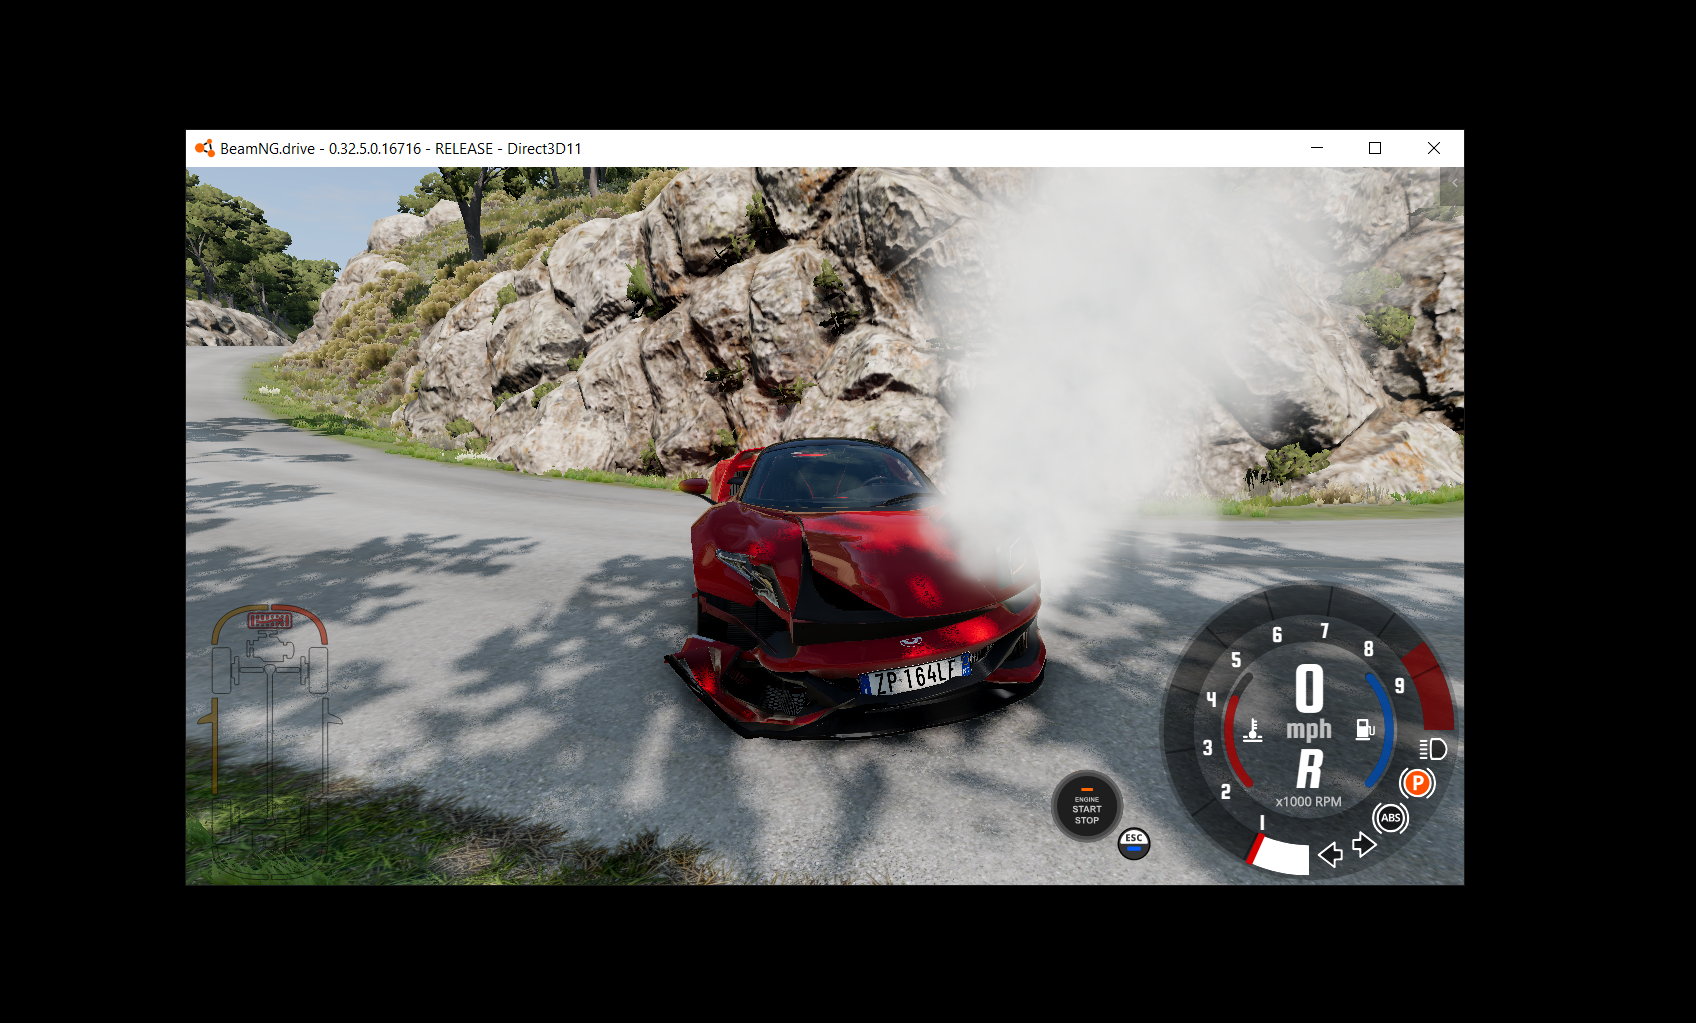 BeamNG.drive - 0.32.5.0.16716 - RELEASE - Direct3D11
ZP 164LF
1
2
3
4
5
6
7
8
9
0
mph
R
x1000 RPM
P
ABS
ENGINE
START
STOP
ESC